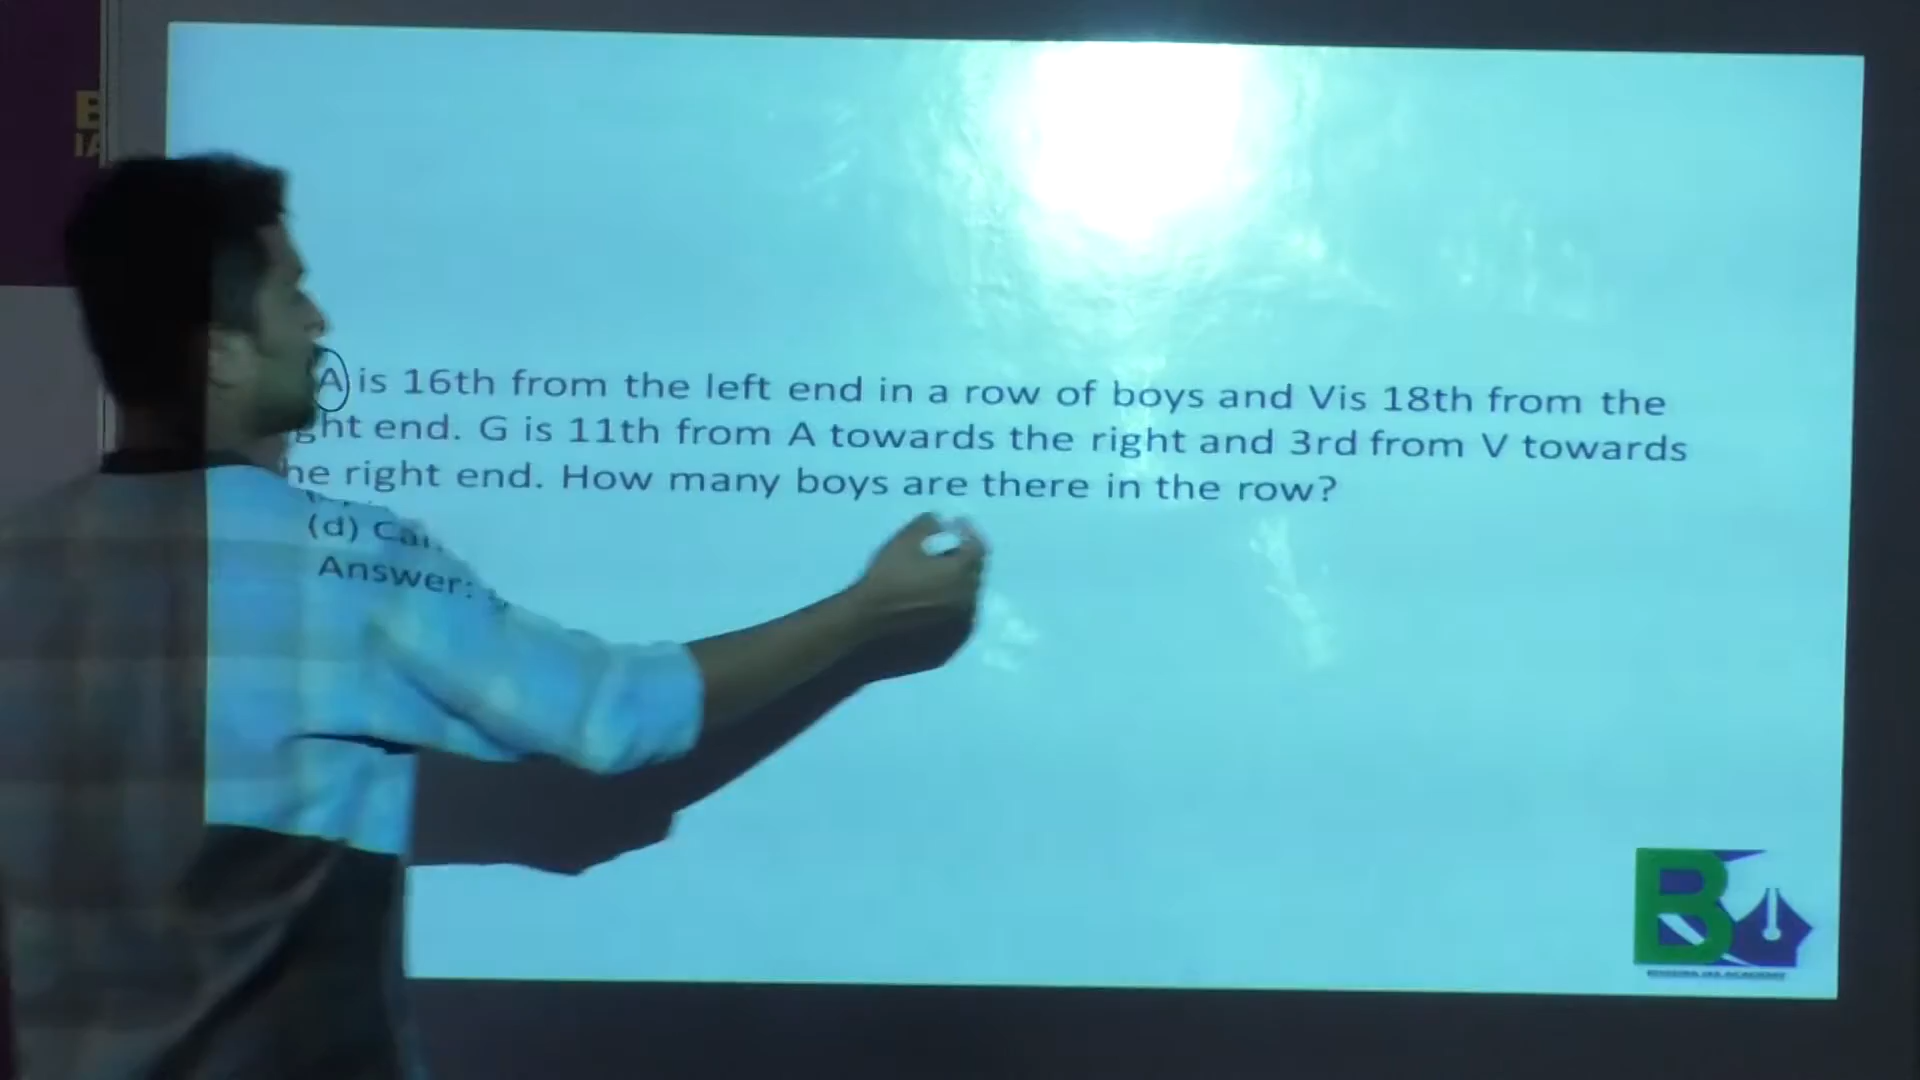 B
IA
A is 16th from the left end in a row of boys and Vis 18th from the
ght end. G is 11th from A towards the right and 3rd from V towards
he right end. How many boys are there in the row?
(d) Can
Answer:
B